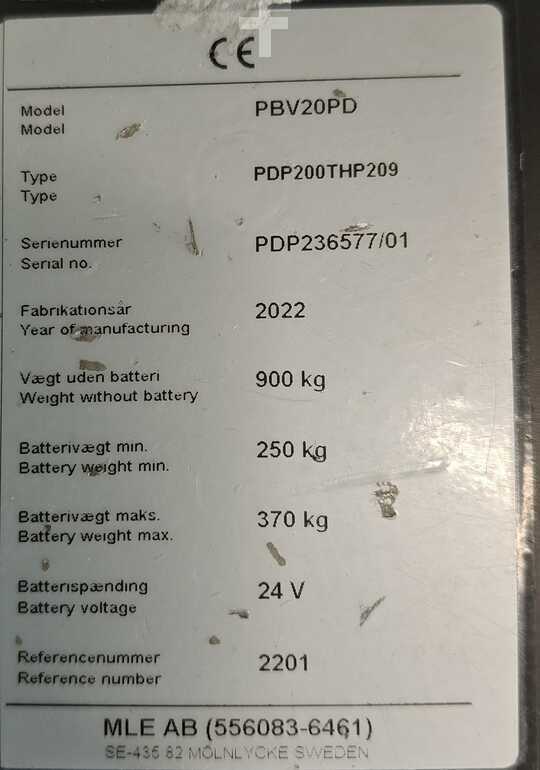 CE
Model PBV20PD
Model
Type PDP200THP209
Type
Serienummer PDP236577/01
Serial no.
Fabrikationsår 2022
Year of manufacturing
Vægt uden batteri 900 kg
Weight without battery
Batterivægt min. 250 kg
Battery weight min.
Batterivægt maks. 370 kg
Battery weight max.
Batterispænding 24 V
Battery voltage
Referencenummer 2201
Reference number
MLE AB (556083-6461)
SE-435 82 MÖLNLYCKE SWEDEN